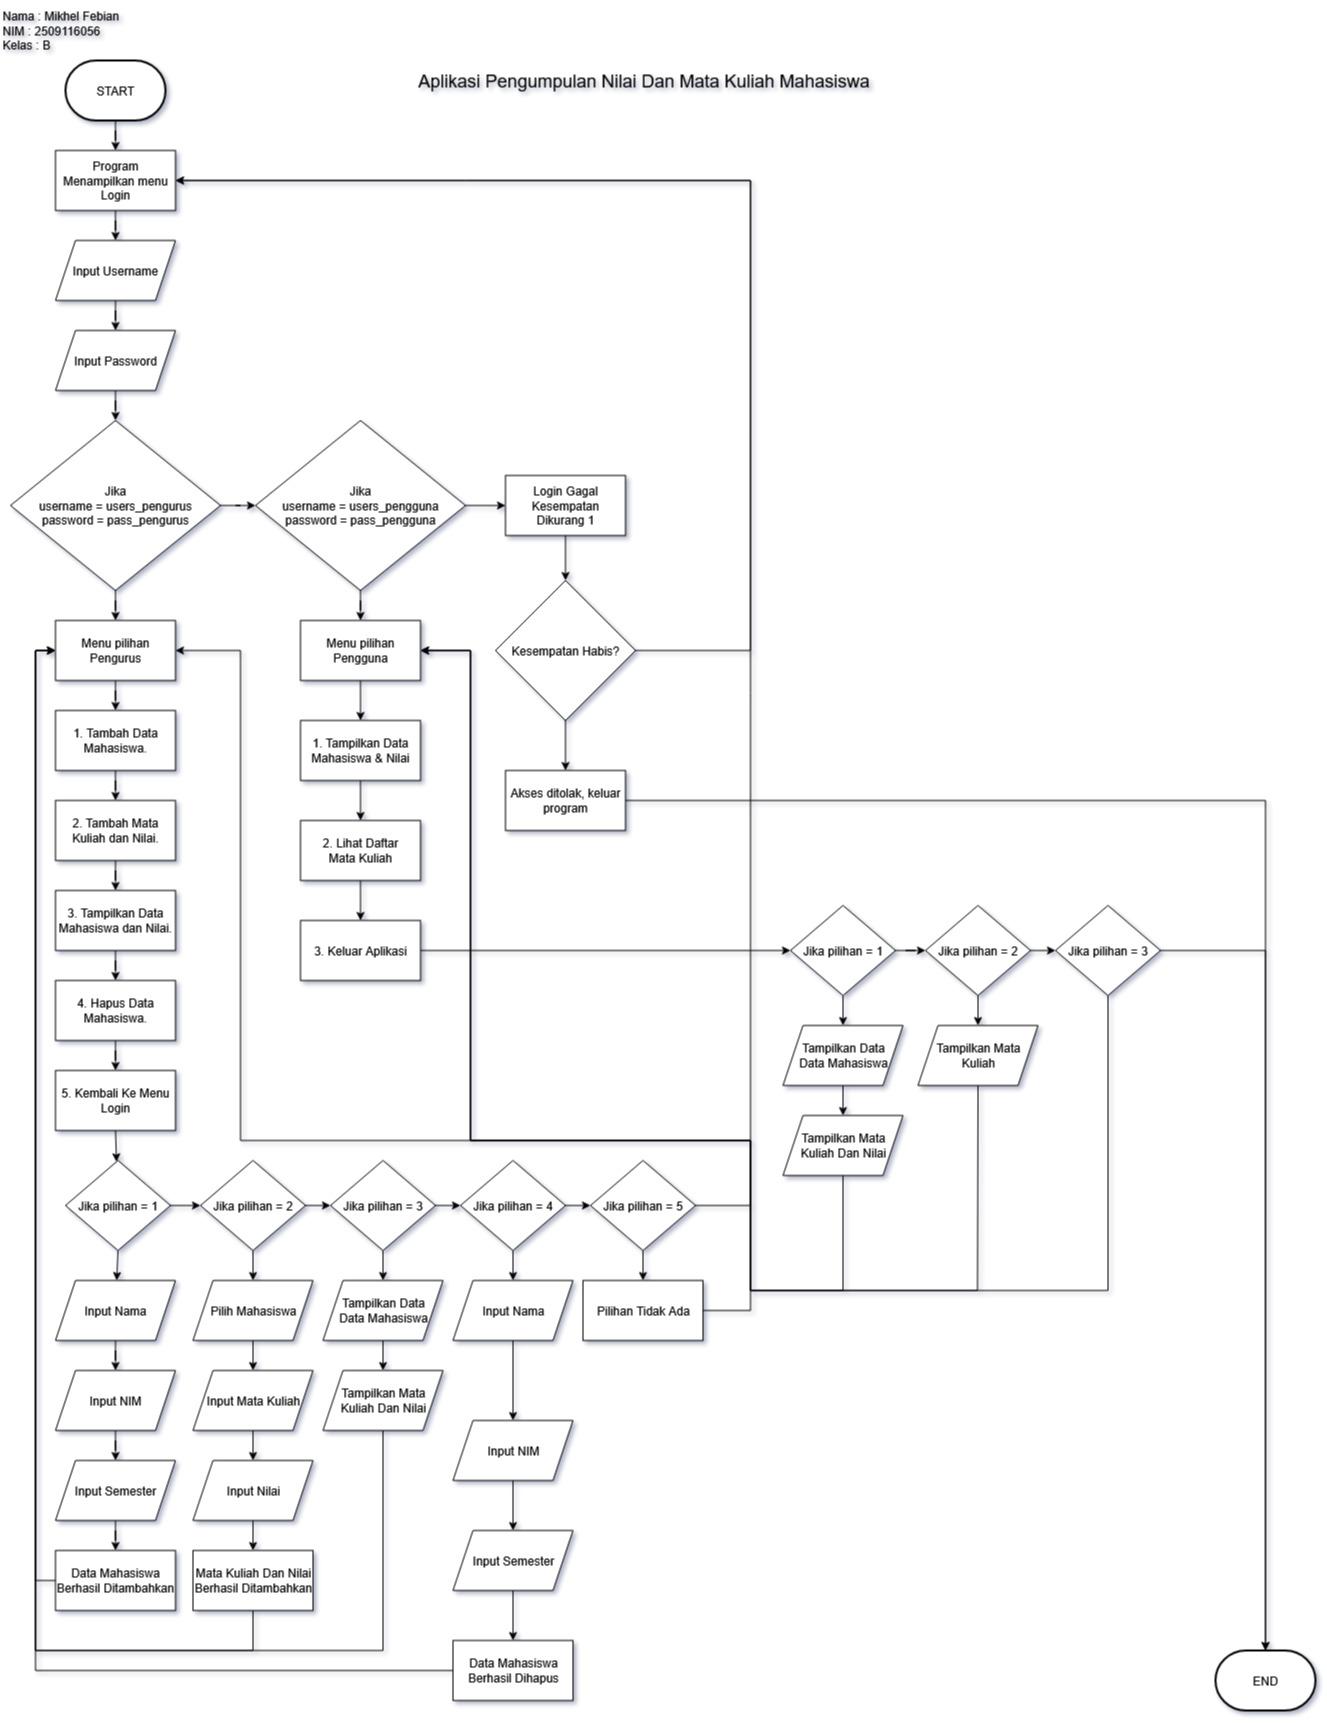 Nama : Mikhel Febian
NIM : 2509116056
Kelas : B
Aplikasi Pengumpulan Nilai Dan Mata Kuliah Mahasiswa
START
Program
Menampilkan menu
Login
Input Username
Input Password
Jika
username = users_pengurus
password = pass_pengurus
Jika
username = users_pengguna
password = pass_pengguna
Login Gagal
Kesempatan
Dikurang 1
Kesempatan Habis?
Akses ditolak, keluar
program
Menu pilihan
Pengurus
1. Tambah Data
Mahasiswa.
2. Tambah Mata
Kuliah dan Nilai.
3. Tampilkan Data
Mahasiswa dan Nilai.
4. Hapus Data
Mahasiswa.
5. Kembali Ke Menu
Login
Menu pilihan
Pengguna
1. Tampilkan Data
Mahasiswa & Nilai
2. Lihat Daftar
Mata Kuliah
3. Keluar Aplikasi
Jika pilihan = 1
Jika pilihan = 2
Jika pilihan = 3
Tampilkan Data
Data Mahasiswa
Tampilkan Mata
Kuliah
Tampilkan Mata
Kuliah Dan Nilai
Jika pilihan = 1
Jika pilihan = 2
Jika pilihan = 3
Jika pilihan = 4
Jika pilihan = 5
Input Nama
Input NIM
Input Semester
Data Mahasiswa
Berhasil Ditambahkan
Pilih Mahasiswa
Input Mata Kuliah
Input Nilai
Mata Kuliah Dan Nilai
Berhasil Ditambahkan
Tampilkan Data
Data Mahasiswa
Tampilkan Mata
Kuliah Dan Nilai
Input Nama
Input NIM
Input Semester
Data Mahasiswa
Berhasil Dihapus
Pilihan Tidak Ada
END